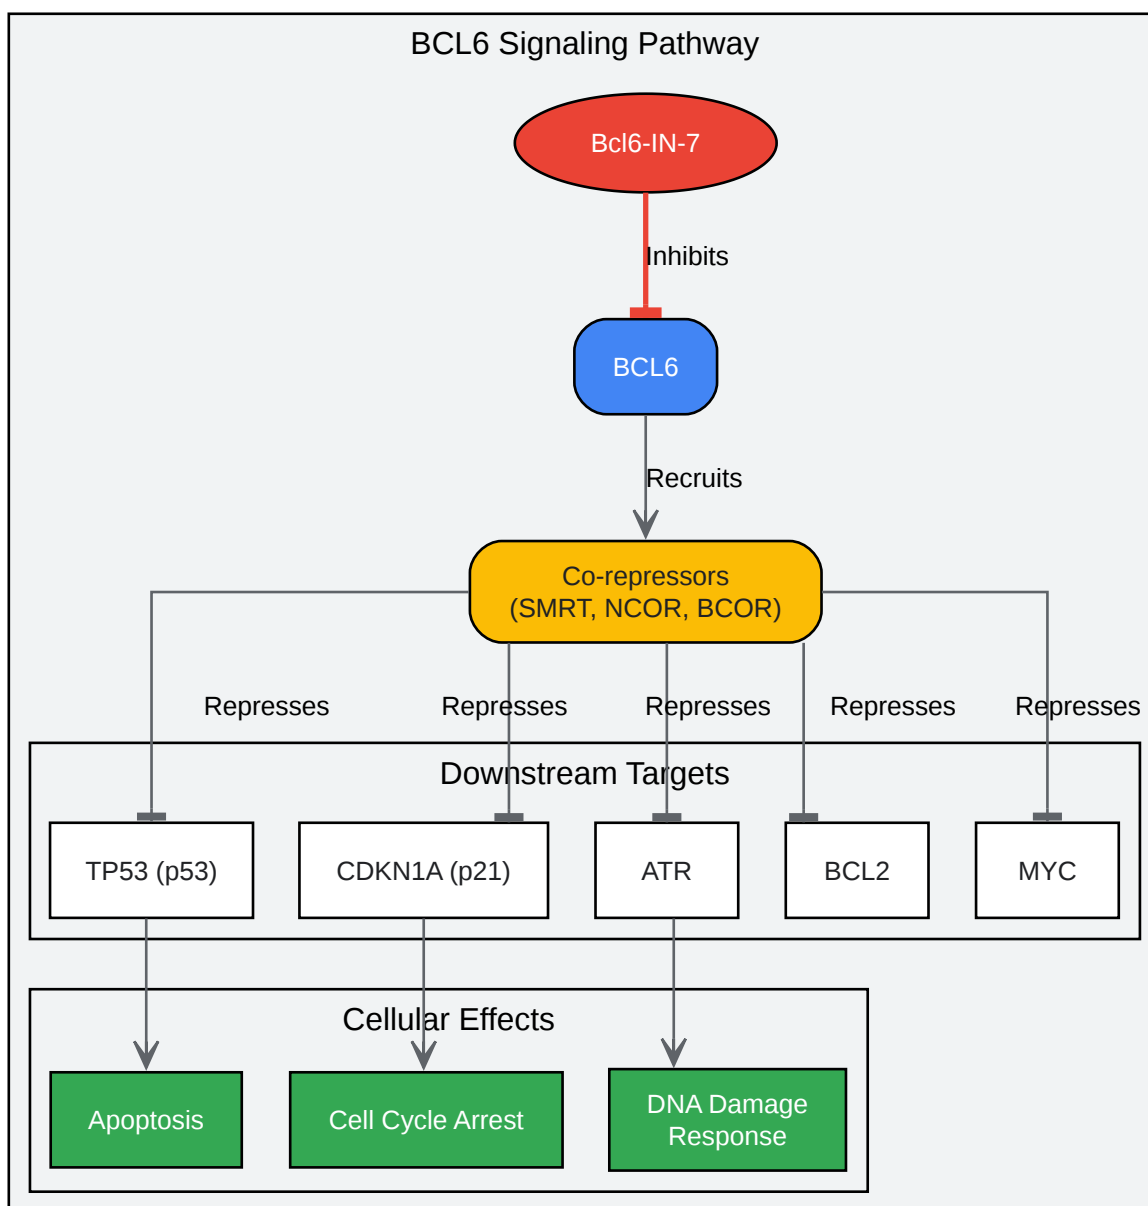 BCL6 Signaling Pathway
Bcl6-IN-7
Inhibits
BCL6
Recruits
Co-repressors
(SMRT, NCOR, BCOR)
Represses
Represses
Represses
Represses
Represses
Downstream Targets
TP53 (p53)
CDKN1A (p21)
ATR
BCL2
MYC
Cellular Effects
Apoptosis
Cell Cycle Arrest
DNA Damage
Response